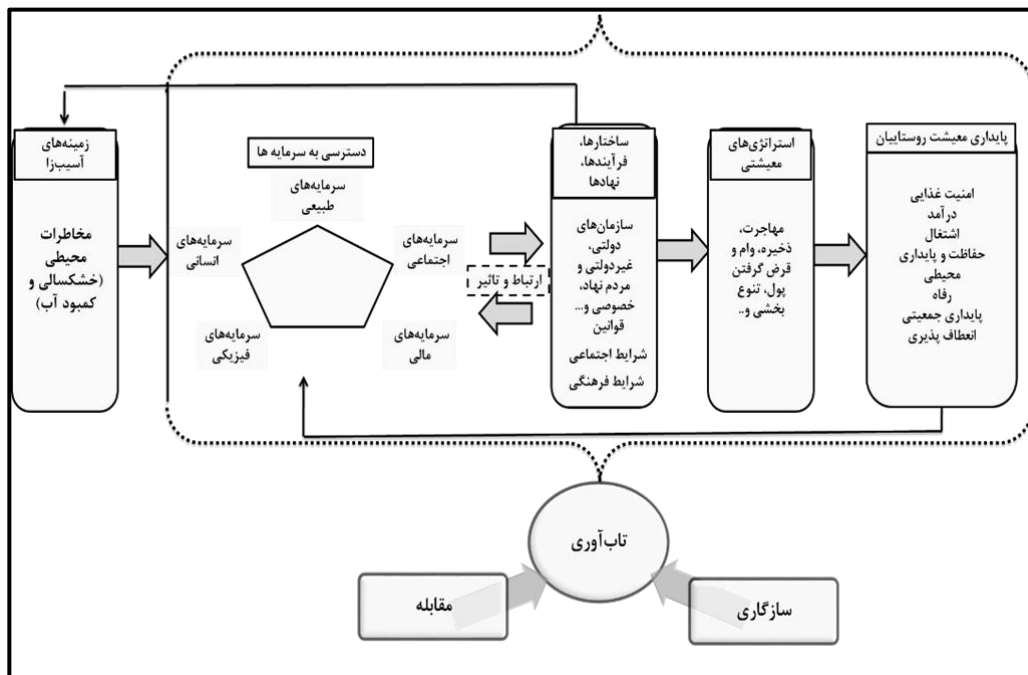 زمینه‌های
آسیب‌زا
مخاطرات
محیطی
(خشکسالی و
کمبود آب)
دسترسی به سرمایه ها
سرمایه‌های
طبیعی
سرمایه‌های
انسانی
سرمایه‌های
اجتماعی
سرمایه‌های
فیزیکی
سرمایه‌های
مالی
ارتباط و تاثیر
ساختارها،
فرآیندها،
نهادها
سازمان‌های
دولتی،
غیردولتی و
مردم نهاد،
خصوصی و...
قوانین
شرایط اجتماعی
شرایط فرهنگی
استراتژی‌های
معیشتی
مهاجرت،
ذخیره، وام و
قرض گرفتن
پول، تنوع
بخشی و..
پایداری معیشت روستاییان
امنیت غذایی
درآمد
اشتغال
حفاظت و پایداری
محیطی
رفاه
پایداری جمعیتی
انعطاف پذیری
تاب‌آوری
مقابله
سازگاری